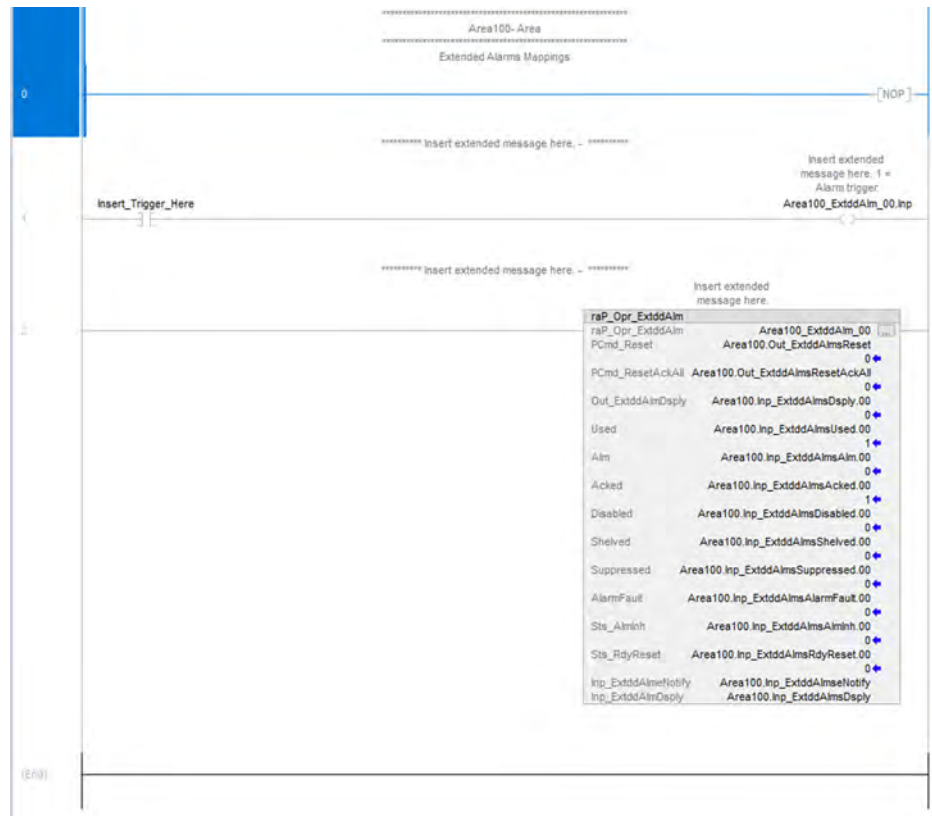 ************************************************************
Area100- Area
************************************************************
Extended Alarms Mappings
0
[NOP]
********** Insert extended message here. - **********
Insert extended
message here. 1 =
Alarm trigger.
Insert_Trigger_Here
Area100_ExtddAlm_00.Inp
1
********** Insert extended message here. - **********
Insert extended
message here.
2
raP_Opr_ExtddAlm
raP_Opr_ExtddAlm Area100_ExtddAlm_00 ...
PCmd_Reset Area100.Out_ExtddAlmsReset
0
PCmd_ResetAckAll Area100.Out_ExtddAlmsResetAckAll
0
Out_ExtddAlmDsply Area100.Inp_ExtddAlmsDsply.00
0
Used Area100.Inp_ExtddAlmsUsed.00
1
Alm Area100.Inp_ExtddAlmsAlm.00
0
Acked Area100.Inp_ExtddAlmsAcked.00
1
Disabled Area100.Inp_ExtddAlmsDisabled.00
0
Shelved Area100.Inp_ExtddAlmsShelved.00
0
Suppressed Area100.Inp_ExtddAlmsSuppressed.00
0
AlarmFault Area100.Inp_ExtddAlmsAlarmFault.00
0
Sts_AlmInh Area100.Inp_ExtddAlmsAlmInh.00
0
Sts_RdyReset Area100.Inp_ExtddAlmsRdyReset.00
0
Inp_ExtddAlmeNotify Area100.Inp_ExtddAlmseNotify
Inp_ExtddAlmDsply Area100.Inp_ExtddAlmsDsply
(End)